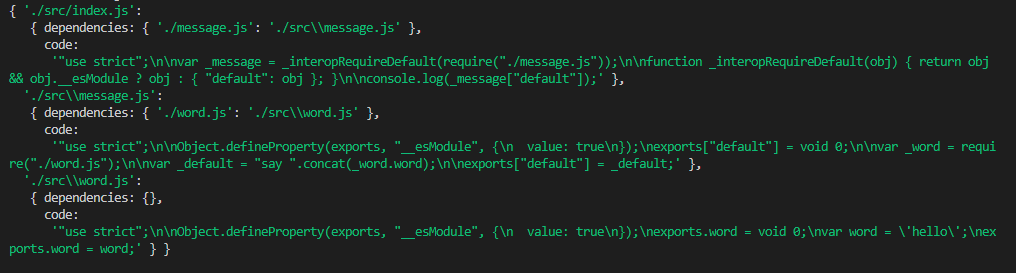 { './src/index.js':
   { dependencies: { './message.js': './src\\message.js' },
     code:
      '"use strict";\n\nvar _message = _interopRequireDefault(require("./message.js"));\n\nfunction _interopRequireDefault(obj) { return obj
&& obj.__esModule ? obj : { "default": obj }; }\n\nconsole.log(_message["default"]);' },
  './src\\message.js':
   { dependencies: { './word.js': './src\\word.js' },
     code:
      '"use strict";\n\nObject.defineProperty(exports, "__esModule", {\n  value: true\n});\nexports["default"] = void 0;\n\nvar _word = requi
re("./word.js");\n\nvar _default = "say ".concat(_word.word);\n\nexports["default"] = _default;' },
  './src\\word.js':
   { dependencies: {},
     code:
      '"use strict";\n\nObject.defineProperty(exports, "__esModule", {\n  value: true\n});\nexports.word = void 0;\nvar word = \'hello\';\nex
ports.word = word;' } }